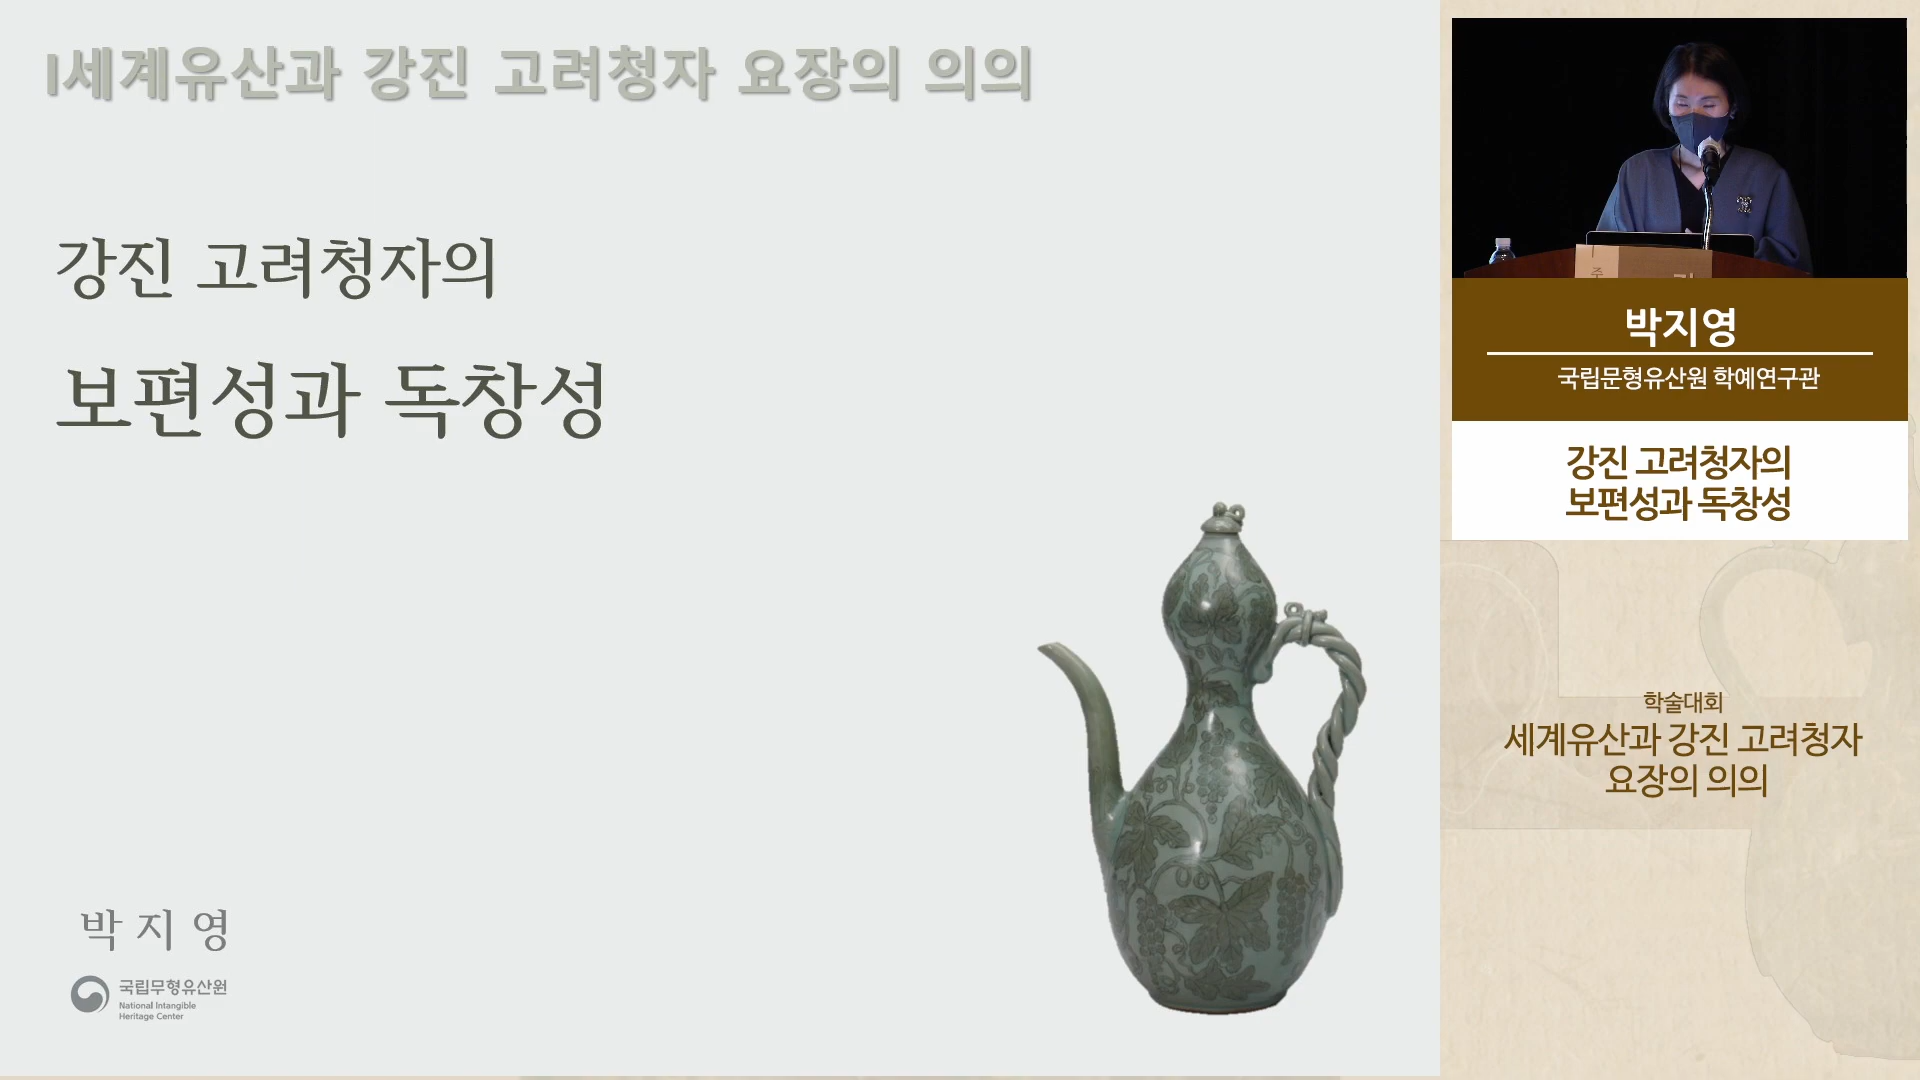 I세계유산과 강진 고려청자 요장의 의의
강진 고려청자의
보편성과 독창성
박 지 영
국립무형유산원
National Intangible
Heritage Center
주
박지영
국립문형유산원 학예연구관
강진 고려청자의
보편성과 독창성
학술대회
세계유산과 강진 고려청자
요장의 의의